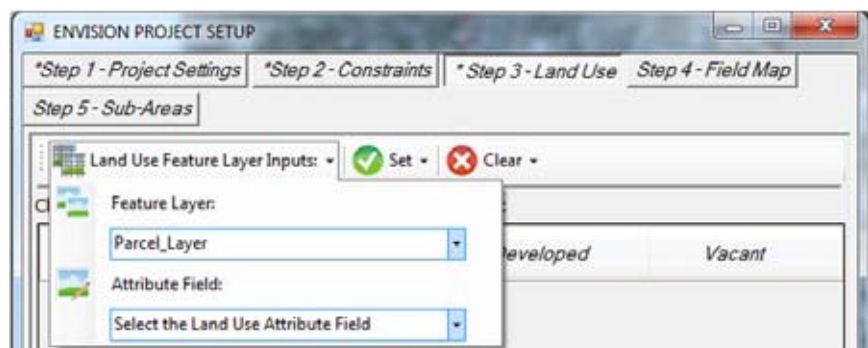 ENVISION PROJECT SETUP
*Step 1 - Project Settings *Step 2 - Constraints * Step 3 - Land Use Step 4 - Field Map
Step 5 - Sub-Areas
Land Use Feature Layer Inputs: Set Clear
Feature Layer:
Parcel_Layer
Developed Vacant
Attribute Field:
Select the Land Use Attribute Field